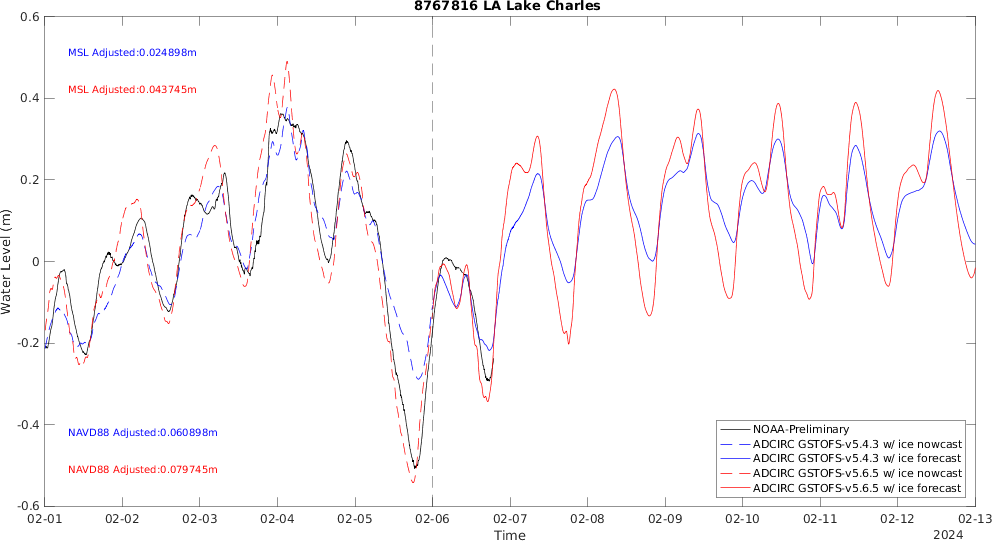 8767816 LA Lake Charles
0.6
MSL Adjusted:0.024898m
MSL Adjusted:0.043745m
0.4
0.2
0
-0.2
-0.4
-0.6
Water Level (m)
NAVD88 Adjusted:0.060898m
NAVD88 Adjusted:0.079745m
NOAA-Preliminary
ADCIRC GSTOFS-v5.4.3 w/ ice nowcast
ADCIRC GSTOFS-v5.4.3 w/ ice forecast
ADCIRC GSTOFS-v5.6.5 w/ ice nowcast
ADCIRC GSTOFS-v5.6.5 w/ ice forecast
02-01 02-02 02-03 02-04 02-05 02-06 02-07 02-08 02-09 02-10 02-11 02-12 02-13
Time
2024